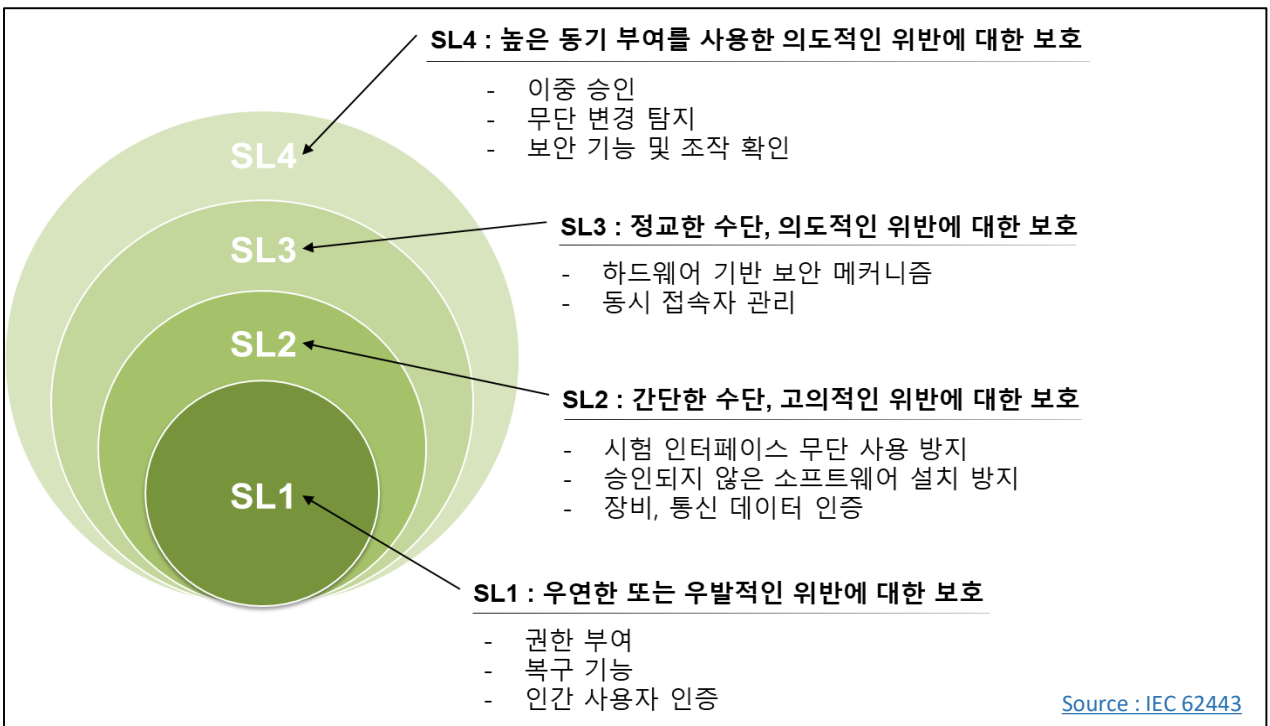 SL4 : 높은 동기 부여를 사용한 의도적인 위반에 대한 보호
- 이중 승인
- 무단 변경 탐지
- 보안 기능 및 조작 확인
SL4
SL3 : 정교한 수단, 의도적인 위반에 대한 보호
- 하드웨어 기반 보안 메커니즘
- 동시 접속자 관리
SL3
SL2
SL2 : 간단한 수단, 고의적인 위반에 대한 보호
- 시험 인터페이스 무단 사용 방지
- 승인되지 않은 소프트웨어 설치 방지
- 장비, 통신 데이터 인증
SL1
SL1 : 우연한 또는 우발적인 위반에 대한 보호
- 권한 부여
- 복구 기능
- 인간 사용자 인증
Source : IEC 62443